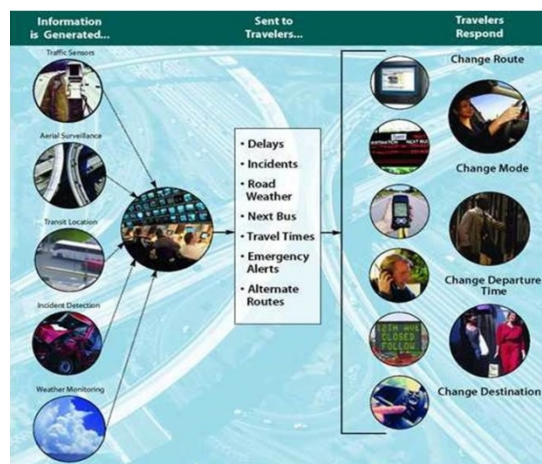 Information
is Generated...
Sent to
Travelers...
Travelers
Respond
Traffic Sensors
Aerial Surveillance
Transit Location
Incident Detection
Weather Monitoring
• Delays
• Incidents
• Road
Weather
• Next Bus
• Travel Times
• Emergency
Alerts
• Alternate
Routes
NEXT BUS
12TH AVE
CLOSED
FOLLOW
Change Route
Change Mode
Change Departure
Time
Change Destination